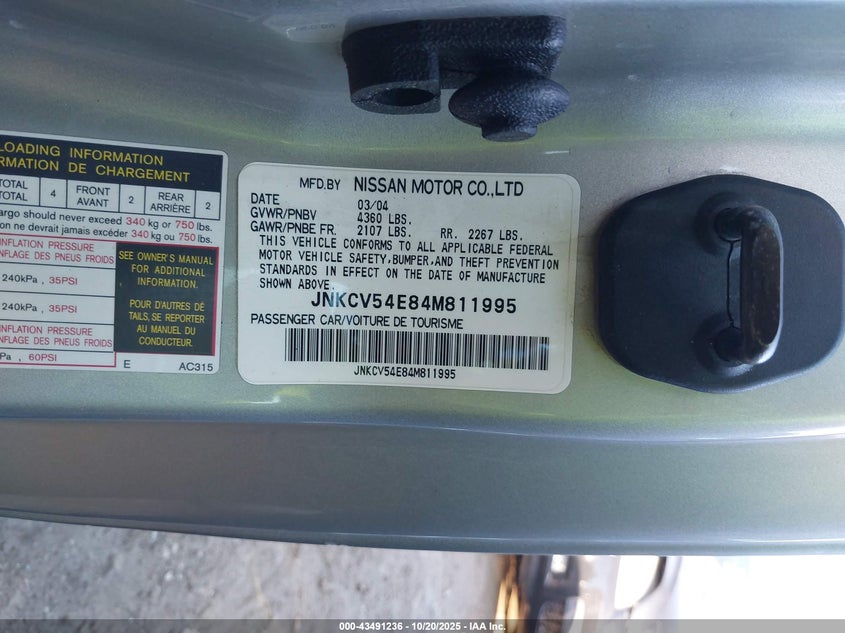 LOADING INFORMATION
RMATION DE CHARGEMENT
TOTAL
TOTAL 4 FRONT
AVANT 2 REAR
ARRIÈRE 2
argo should never exceed 340 kg or 750 lbs.
on ne devrait jamais excéder 340 kg ou 750 lbs.
INFLATION PRESSURE
NFLAGE DES PNEUS FROIDS
240kPa , 35PSI
240kPa , 35PSI
INFLATION PRESSURE
NFLAGE DES PNEUS FROIDS
Pa , 60PSI
SEE OWNER'S MANUAL
FOR ADDITIONAL
INFORMATION.
POUR D'AUTRES DÉ
TAILS, SE REPORTER
AU MANUEL DU
CONDUCTEUR.
E AC315
MFD.BY NISSAN MOTOR CO.,LTD
DATE 03/04
GVWR/PNBV 4360 LBS.
GAWR/PNBE FR. 2107 LBS. RR. 2267 LBS.
THIS VEHICLE CONFORMS TO ALL APPLICABLE FEDERAL
MOTOR VEHICLE SAFETY,BUMPER,AND THEFT PREVENTION
STANDARDS IN EFFECT ON THE DATE OF MANUFACTURE
SHOWN ABOVE.
JNKCV54E84M811995
PASSENGER CAR/VOITURE DE TOURISME
JNKCV54E84M811995
000-43491236 - 10/20/2025 - IAA Inc.